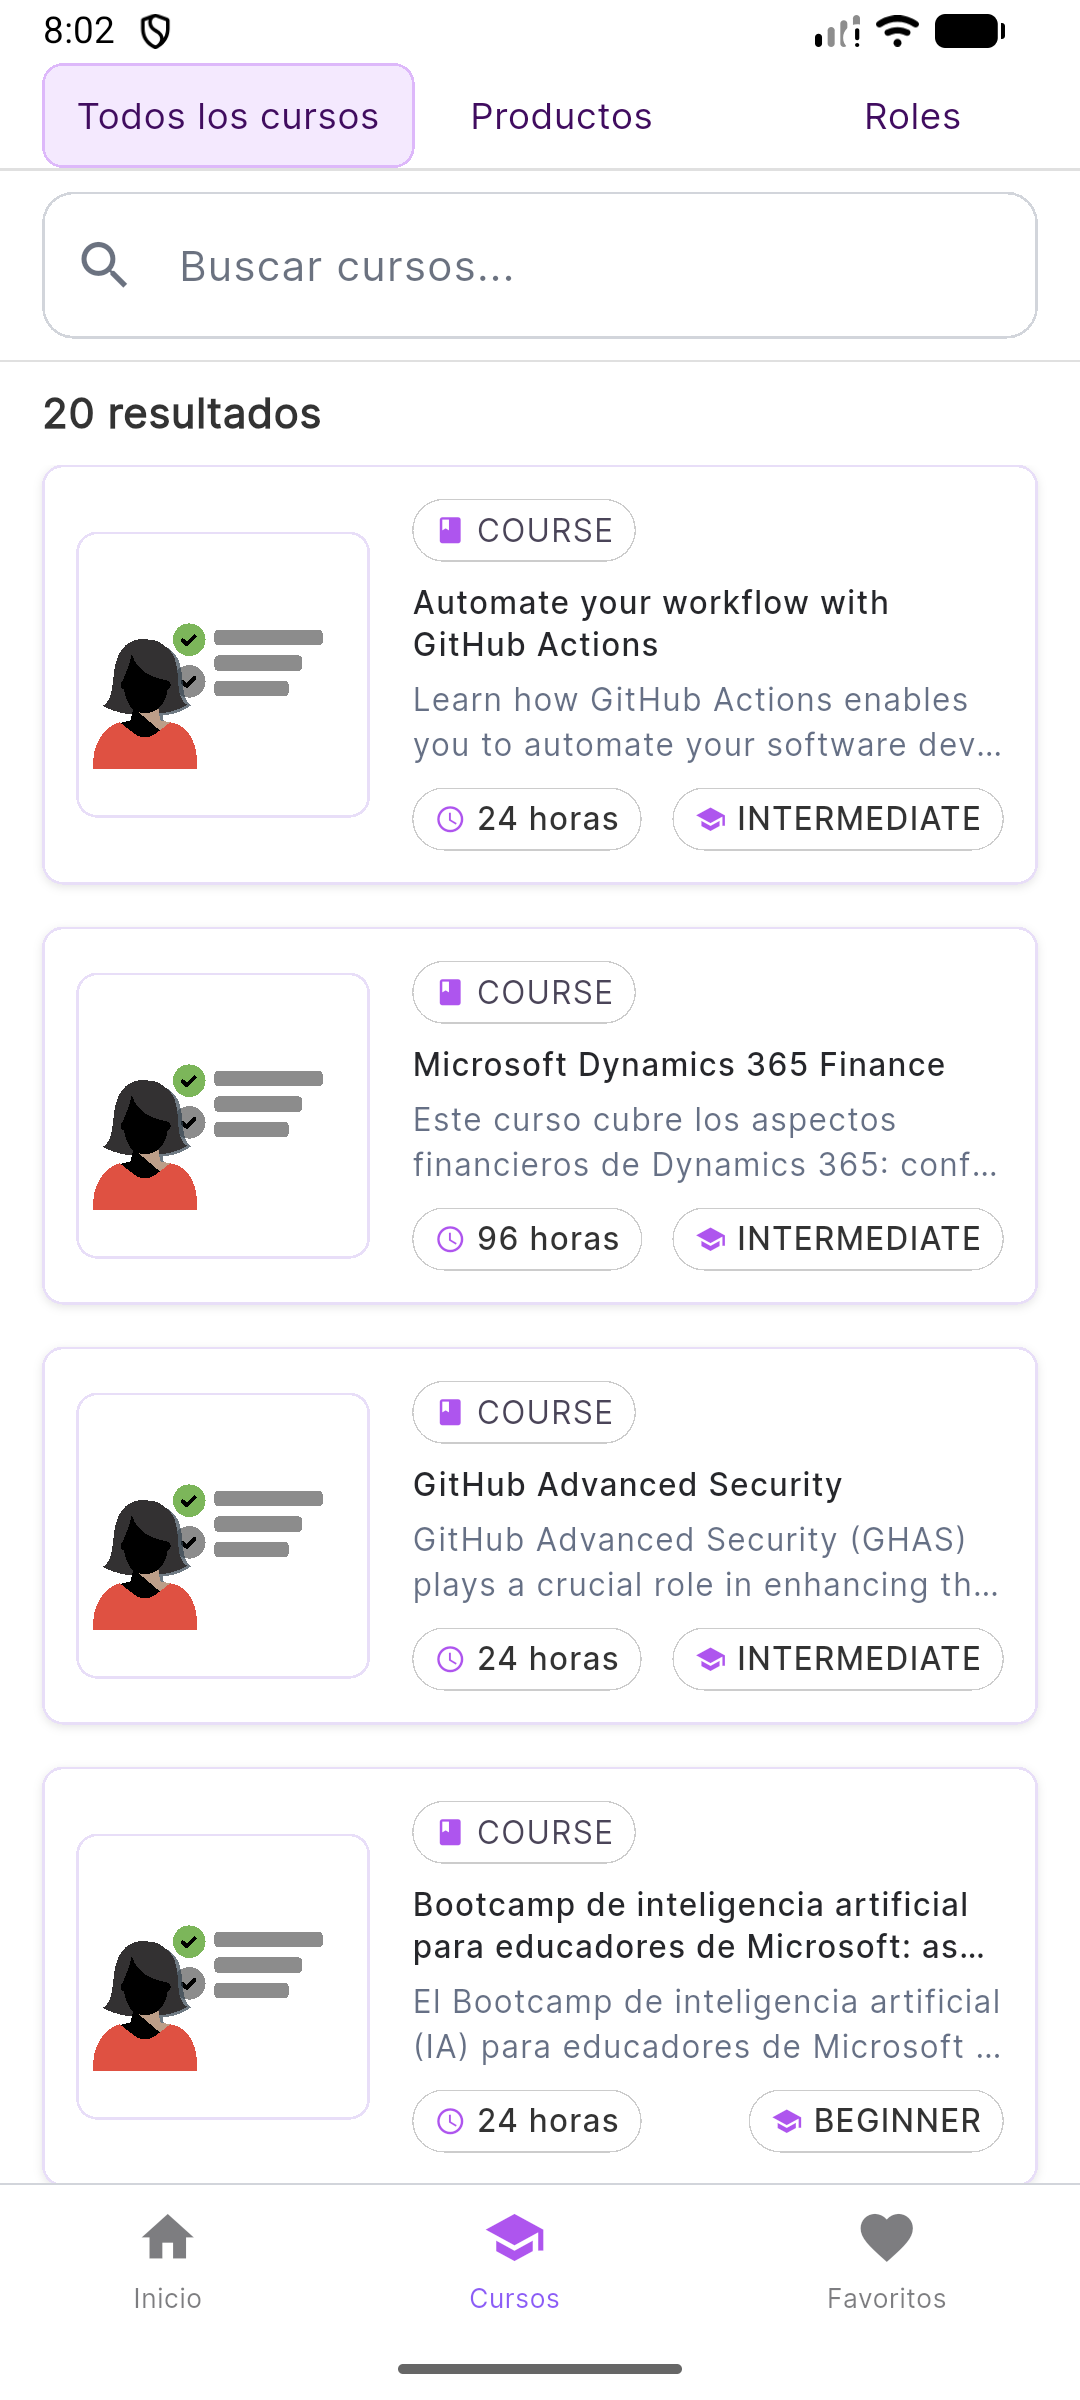 8:02
Todos los cursos
Productos
Roles
Buscar cursos...
20 resultados
COURSE
Automate your workflow with
GitHub Actions
Learn how GitHub Actions enables
you to automate your software dev...
24 horas
INTERMEDIATE
COURSE
Microsoft Dynamics 365 Finance
Este curso cubre los aspectos
financieros de Dynamics 365: conf...
96 horas
INTERMEDIATE
COURSE
GitHub Advanced Security
GitHub Advanced Security (GHAS)
plays a crucial role in enhancing th...
24 horas
INTERMEDIATE
COURSE
Bootcamp de inteligencia artificial
para educadores de Microsoft: as...
El Bootcamp de inteligencia artificial
(IA) para educadores de Microsoft ...
24 horas
BEGINNER
Inicio
Cursos
Favoritos